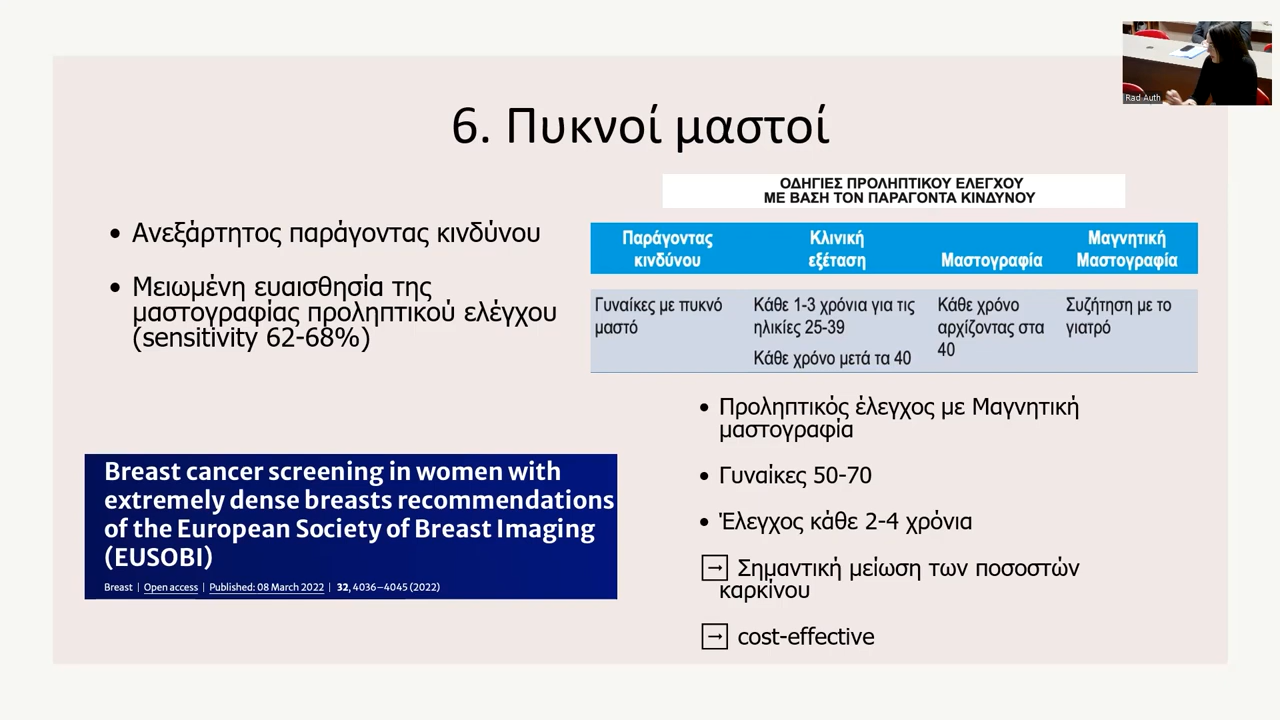 6. Πυκνοί μαστοί
• Ανεξάρτητος παράγοντας κινδύνου
• Μειωμένη ευαισθησία της
μαστογραφίας προληπτικού ελέγχου
(sensitivity 62-68%)
ΟΔΗΓΙΕΣ ΠΡΟΛΗΠΤΙΚΟΥ ΕΛΕΓΧΟΥ
ΜΕ ΒΑΣΗ ΤΟΝ ΠΑΡΑΓΟΝΤΑ ΚΙΝΔΥΝΟΥ
Παράγοντας
κινδύνου
Κλινική
εξέταση
Μαστογραφία
Μαγνητική
Μαστογραφία
Γυναίκες με πυκνό
μαστό
Κάθε 1-3 χρόνια για τις
ηλικίες 25-39
Κάθε χρόνο μετά τα 40
Κάθε χρόνο
αρχίζοντας στα
40
Συζήτηση με το
γιατρό
Breast cancer screening in women with
extremely dense breasts recommendations
of the European Society of Breast Imaging
(EUSOBI)
Breast | Open access | Published: 08 March 2022 | 32, 4036–4045 (2022)
• Προληπτικός έλεγχος με Μαγνητική
μαστογραφία
• Γυναίκες 50-70
• Έλεγχος κάθε 2-4 χρόνια
→ Σημαντική μείωση των ποσοστών
καρκίνου
→ cost-effective
Rad Auth